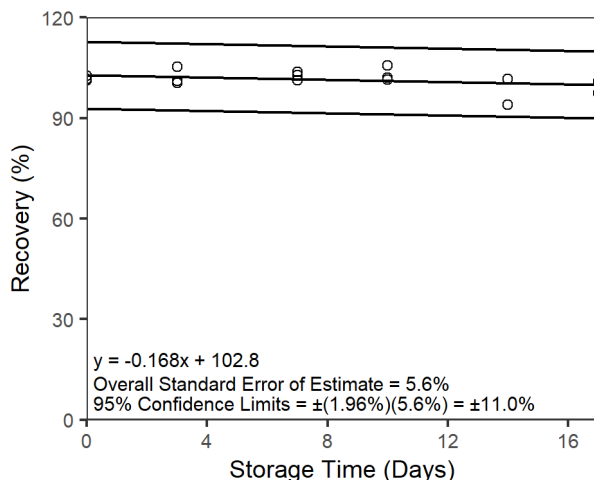 120
90
60
30
0
Recovery (%)
y = -0.168x + 102.8
Overall Standard Error of Estimate = 5.6%
95% Confidence Limits = ±(1.96%)(5.6%) = ±11.0%
0 4 8 12 16
Storage Time (Days)